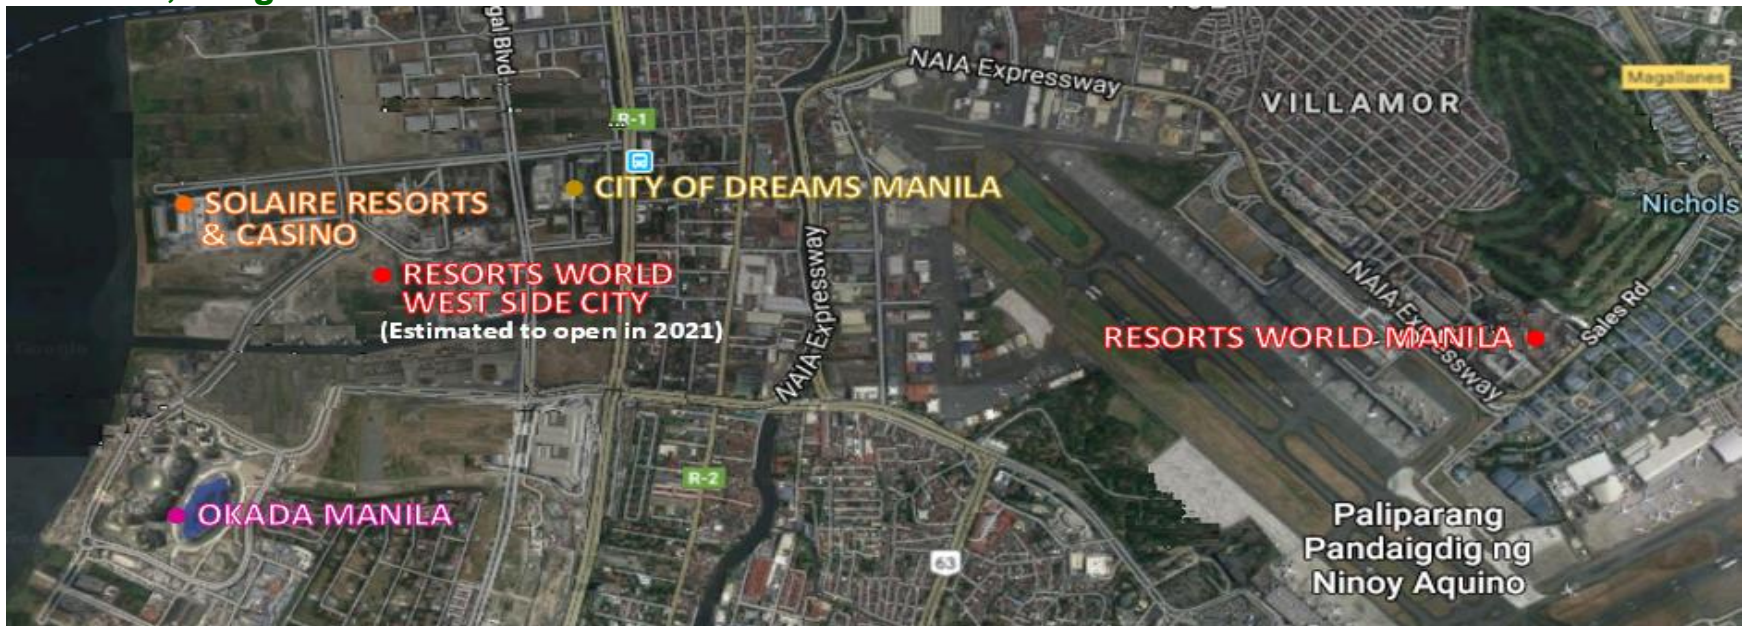 gal Blvd
NAIA Expressway
Magallanes
VILLAMOR
R-1
CITY OF DREAMS MANILA
SOLAIRE RESORTS
& CASINO
Nichols
RESORTS WORLD
WEST SIDE CITY
(Estimated to open in 2021)
NAIA Expressway
NAIA Expressway
Sales Rd
RESORTS WORLD MANILA
R-2
OKADA MANILA
Paliparang
Pandaigdig ng
Ninoy Aquino
63